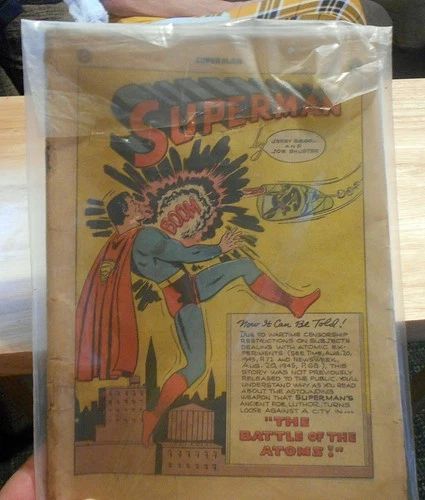 SUPERMAN
SUPERMAN
by
JERRY SIEGEL
AND
JOE SHUSTER
BOOM
Now It Can Be Told!
DUE TO WARTIME CENSORSHIP
RESTRICTIONS ON SUBJECTS
DEALING WITH ATOMIC EX-
PERIMENTS (SEE TIME, AUG. 20,
1945, P. 72 AND NEWSWEEK,
AUG. 20, 1945, P. 68), THIS
STORY WAS NOT PREVIOUSLY
RELEASED TO THE PUBLIC. YOU'LL
UNDERSTAND WHY AS YOU READ
ABOUT THE ASTOUNDING
WEAPON THAT SUPERMAN'S
ANCIENT FOE, LUTHOR, TURNS
LOOSE AGAINST A CITY IN...
"THE
BATTLE OF THE
ATOMS!"